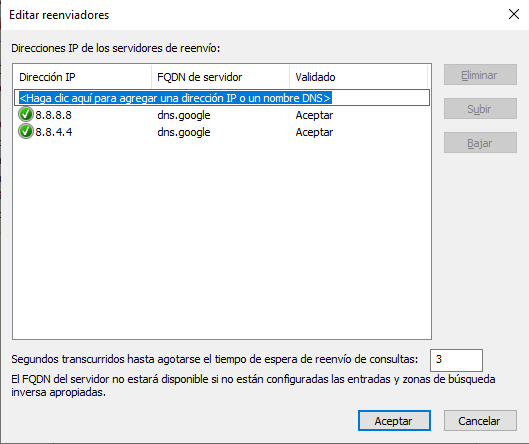 Editar reenviadores
Direcciones IP de los servidores de reenvío:
Dirección IP FQDN de servidor Validado
<Haga clic aquí para agregar una dirección IP o un nombre DNS>
8.8.8.8 dns.google Aceptar
8.8.4.4 dns.google Aceptar
Eliminar
Subir
Bajar
Segundos transcurridos hasta agotarse el tiempo de espera de reenvío de consultas: 3
El FQDN del servidor no estará disponible si no están configuradas las entradas y zonas de búsqueda
inversa apropiadas.
Aceptar Cancelar